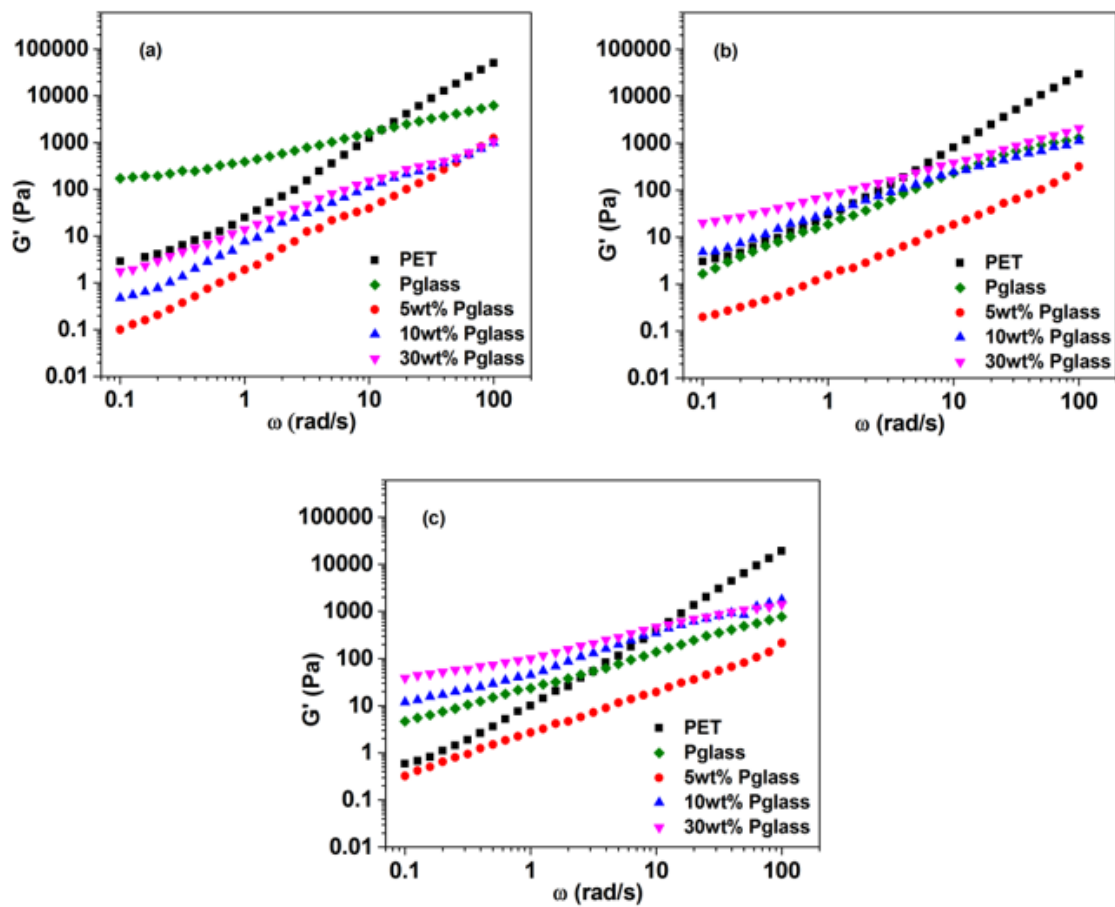 (a)
100000
10000
1000
100
10
1
0.1
0.01
G' (Pa)
PET
Pglass
5wt% Pglass
10wt% Pglass
30wt% Pglass
0.1 1 10 100
ω (rad/s)
(b)
100000
10000
1000
100
10
1
0.1
0.01
G' (Pa)
PET
Pglass
5wt% Pglass
10wt% Pglass
30wt% Pglass
0.1 1 10 100
ω (rad/s)
(c)
100000
10000
1000
100
10
1
0.1
0.01
G' (Pa)
PET
Pglass
5wt% Pglass
10wt% Pglass
30wt% Pglass
0.1 1 10 100
ω (rad/s)